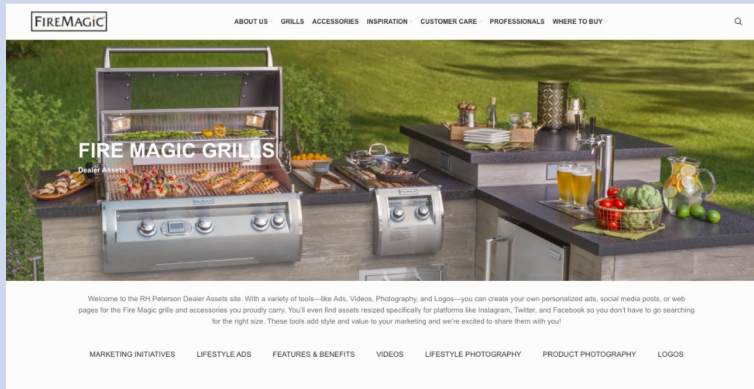 FIREMAGIC
ABOUT US GRILLS ACCESSORIES INSPIRATION CUSTOMER CARE PROFESSIONALS WHERE TO BUY
FIRE MAGIC GRILLS
Dealer Assets
Welcome to the RH Peterson Dealer Assets site. With a variety of tools—like Ads, Videos, Photography, and Logos—you can create your own personalized ads, social media posts, or web
pages for the Fire Magic grills and accessories you proudly carry. You'll even find assets resized specifically for platforms like Instagram, Twitter, and Facebook so you don't have to go searching
for the right size. These tools add style and value to your marketing and we're excited to share them with you!
MARKETING INITIATIVES LIFESTYLE ADS FEATURES & BENEFITS VIDEOS LIFESTYLE PHOTOGRAPHY PRODUCT PHOTOGRAPHY LOGOS